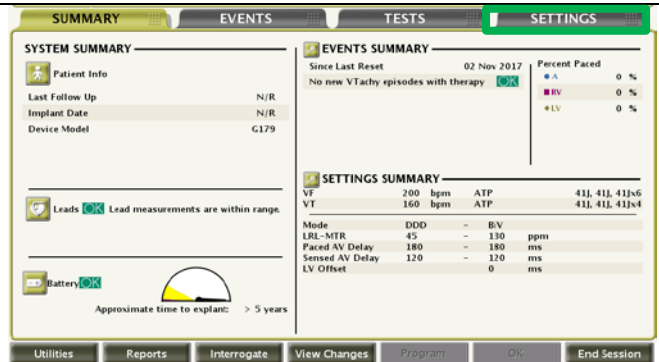 SUMMARY EVENTS TESTS SETTINGS
SYSTEM SUMMARY
Patient Info
Last Follow Up N/R
Implant Date N/R
Device Model G179
Leads OK Lead measurements are within range.
Battery OK
Approximate time to explant: > 5 years
EVENTS SUMMARY
Since Last Reset 02 Nov 2017
No new VTachy episodes with therapy OK
Percent Paced
A 0 %
RV 0 %
LV 0 %
SETTINGS SUMMARY
VF 200 bpm ATP 41J, 41J, 41Jx6
VT 160 bpm ATP 41J, 41J, 41Jx4
Mode DDD - BiV
LRL-MTR 45 - 130 ppm
Paced AV Delay 180 - 180 ms
Sensed AV Delay 120 - 120 ms
LV Offset 0 ms
Utilities Reports Interrogate View Changes Program OK End Session